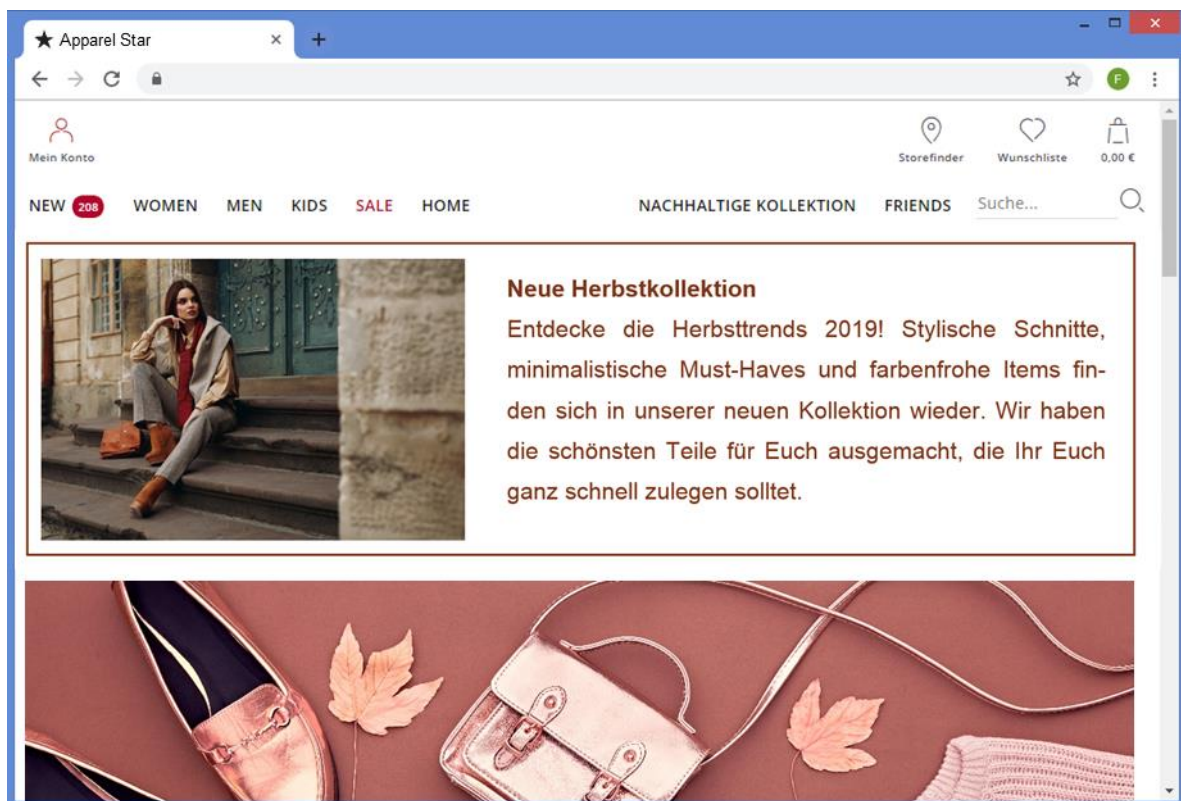 Apparel Star
F
Mein Konto
Storefinder
Wunschliste
0,00 €
NEW 208 WOMEN MEN KIDS SALE HOME NACHHALTIGE KOLLEKTION FRIENDS Suche...
Neue Herbstkollektion
Entdecke die Herbsttrends 2019! Stylische Schnitte,
minimalistische Must-Haves und farbenfrohe Items fin-
den sich in unserer neuen Kollektion wieder. Wir haben
die schönsten Teile für Euch ausgemacht, die Ihr Euch
ganz schnell zulegen solltet.